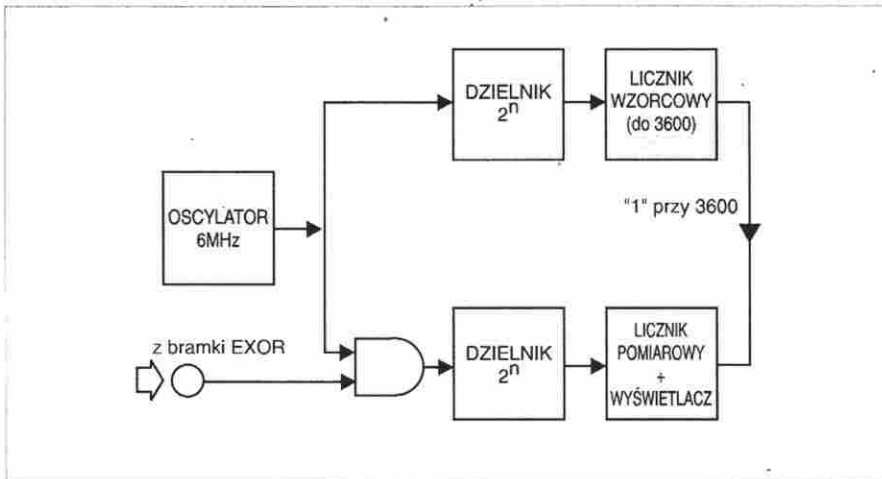 DZIELNIK
2ⁿ
LICZNIK
WZORCOWY
(do 3600)
OSCYLATOR
6MHz
"1" przy 3600
z bramki EXOR
DZIELNIK
2ⁿ
LICZNIK
POMIAROWY
+
WYŚWIETLACZ